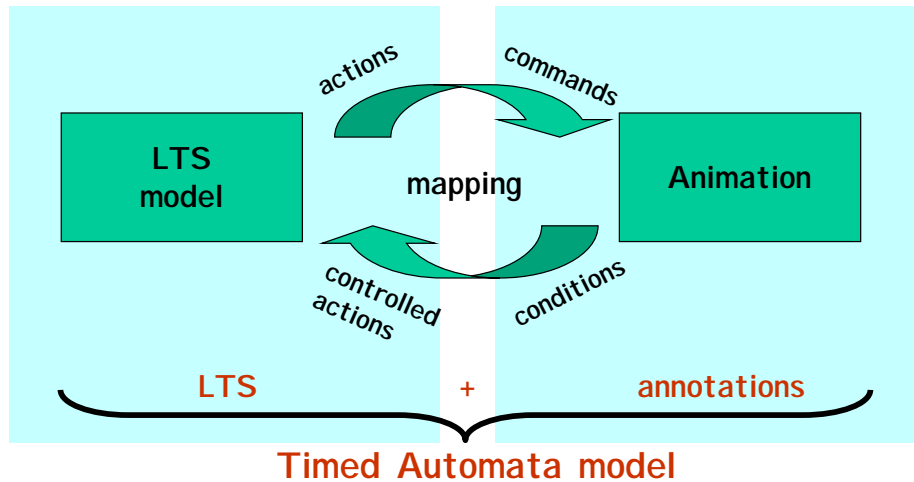 actions
commands
LTS
model
mapping
Animation
controlled
actions
conditions
LTS + annotations
Timed Automata model